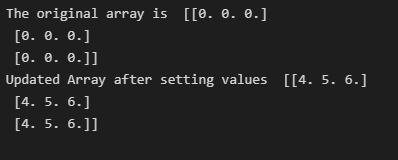 The original array is  [[0. 0. 0.]
 [0. 0. 0.]
 [0. 0. 0.]]
Updated Array after setting values  [[4. 5. 6.]
 [4. 5. 6.]
 [4. 5. 6.]]